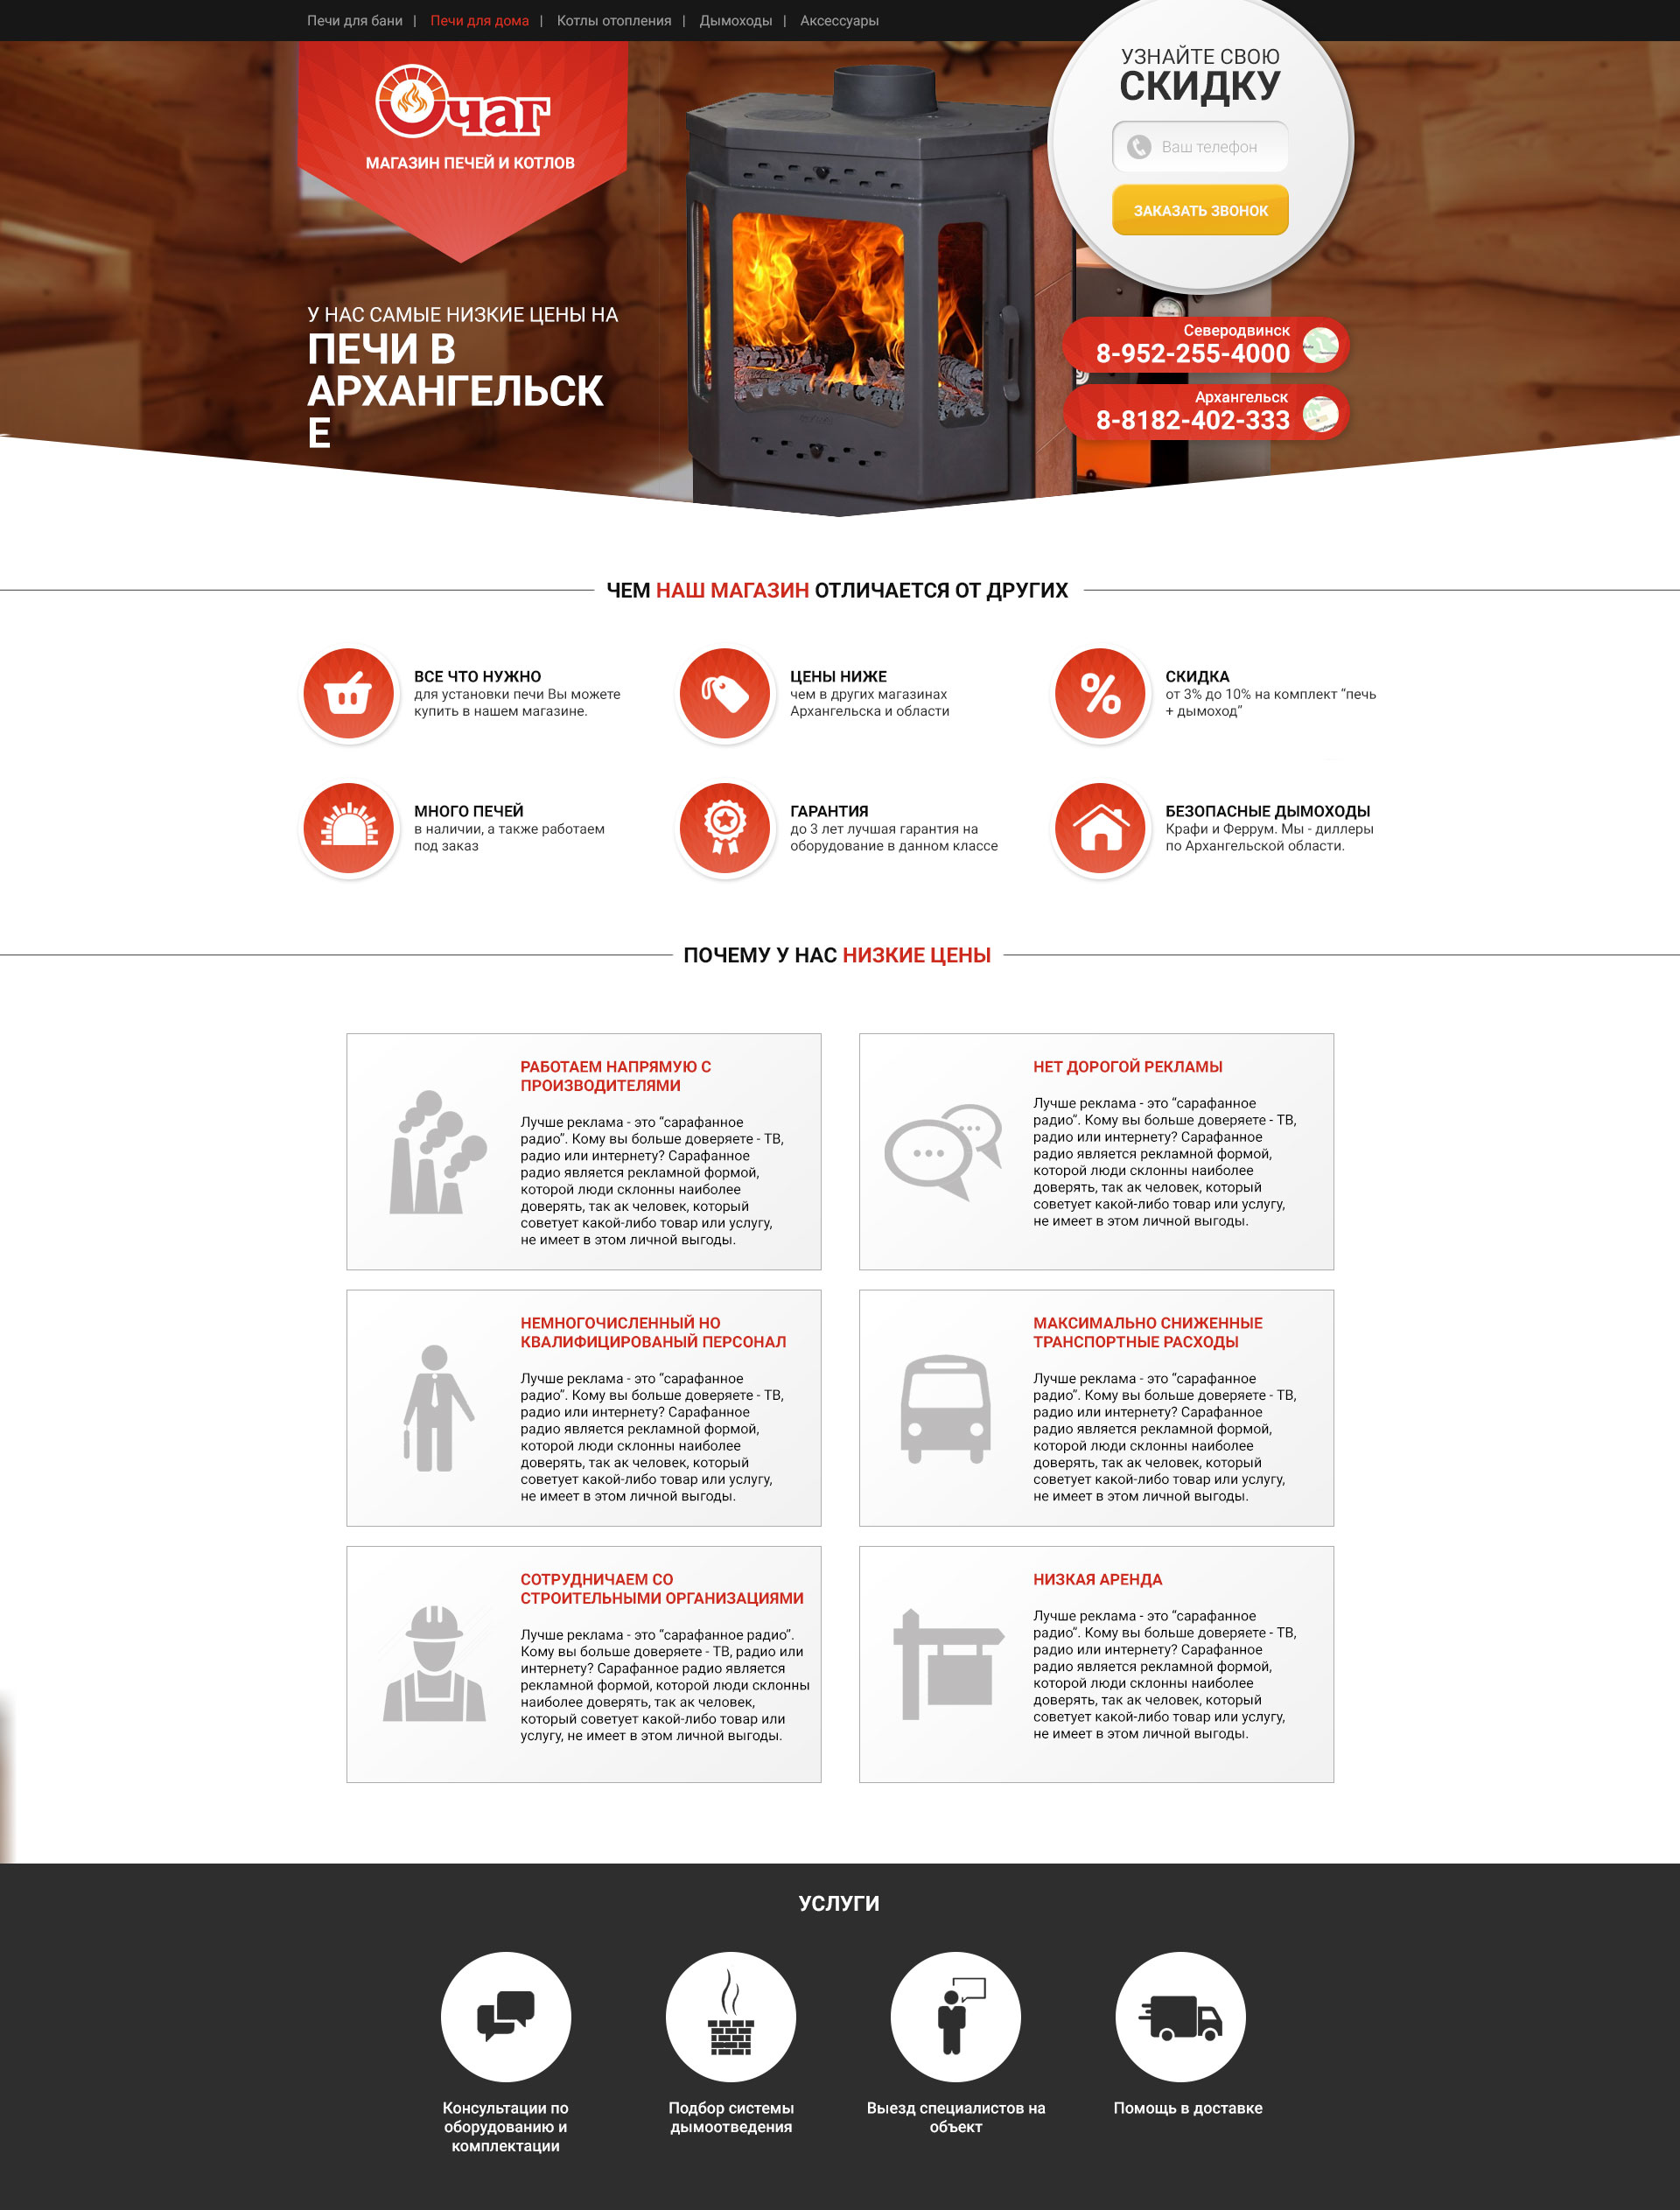 Печи для бани | Печи для дома | Котлы отопления | Дымоходы | Аксессуары
Очаг
МАГАЗИН ПЕЧЕЙ И КОТЛОВ
УЗНАЙТЕ СВОЮ
СКИДКУ
Ваш телефон
ЗАКАЗАТЬ ЗВОНОК
У НАС САМЫЕ НИЗКИЕ ЦЕНЫ НА
ПЕЧИ В
АРХАНГЕЛЬСК
Е
Северодвинск
8-952-255-4000
Архангельск
8-8182-402-333
ЧЕМ НАШ МАГАЗИН ОТЛИЧАЕТСЯ ОТ ДРУГИХ
ВСЕ ЧТО НУЖНО
для установки печи Вы можете
купить в нашем магазине.
ЦЕНЫ НИЖЕ
чем в других магазинах
Архангельска и области
СКИДКА
от 3% до 10% на комплект “печь
+ дымоход”
МНОГО ПЕЧЕЙ
в наличии, а также работаем
под заказ
ГАРАНТИЯ
до 3 лет лучшая гарантия на
оборудование в данном классе
БЕЗОПАСНЫЕ ДЫМОХОДЫ
Крафи и Феррум. Мы - диллеры
по Архангельской области.
ПОЧЕМУ У НАС НИЗКИЕ ЦЕНЫ
РАБОТАЕМ НАПРЯМУЮ С
ПРОИЗВОДИТЕЛЯМИ
Лучше реклама - это “сарафанное
радио”. Кому вы больше доверяете - ТВ,
радио или интернету? Сарафанное
радио является рекламной формой,
которой люди склонны наиболее
доверять, так ак человек, который
советует какой-либо товар или услугу,
не имеет в этом личной выгоды.
НЕТ ДОРОГОЙ РЕКЛАМЫ
Лучше реклама - это “сарафанное
радио”. Кому вы больше доверяете - ТВ,
радио или интернету? Сарафанное
радио является рекламной формой,
которой люди склонны наиболее
доверять, так ак человек, который
советует какой-либо товар или услугу,
не имеет в этом личной выгоды.
НЕМНОГОЧИСЛЕННЫЙ НО
КВАЛИФИЦИРОВАНЫЙ ПЕРСОНАЛ
Лучше реклама - это “сарафанное
радио”. Кому вы больше доверяете - ТВ,
радио или интернету? Сарафанное
радио является рекламной формой,
которой люди склонны наиболее
доверять, так ак человек, который
советует какой-либо товар или услугу,
не имеет в этом личной выгоды.
МАКСИМАЛЬНО СНИЖЕННЫЕ
ТРАНСПОРТНЫЕ РАСХОДЫ
Лучше реклама - это “сарафанное
радио”. Кому вы больше доверяете - ТВ,
радио или интернету? Сарафанное
радио является рекламной формой,
которой люди склонны наиболее
доверять, так ак человек, который
советует какой-либо товар или услугу,
не имеет в этом личной выгоды.
СОТРУДНИЧАЕМ СО
СТРОИТЕЛЬНЫМИ ОРГАНИЗАЦИЯМИ
Лучше реклама - это “сарафанное радио”.
Кому вы больше доверяете - ТВ, радио или
интернету? Сарафанное радио является
рекламной формой, которой люди склонны
наиболее доверять, так ак человек,
который советует какой-либо товар или
услугу, не имеет в этом личной выгоды.
НИЗКАЯ АРЕНДА
Лучше реклама - это “сарафанное
радио”. Кому вы больше доверяете - ТВ,
радио или интернету? Сарафанное
радио является рекламной формой,
которой люди склонны наиболее
доверять, так ак человек, который
советует какой-либо товар или услугу,
не имеет в этом личной выгоды.
УСЛУГИ
Консультации по
оборудованию и
комплектации
Подбор системы
дымоотведения
Выезд специалистов на
объект
Помощь в доставке